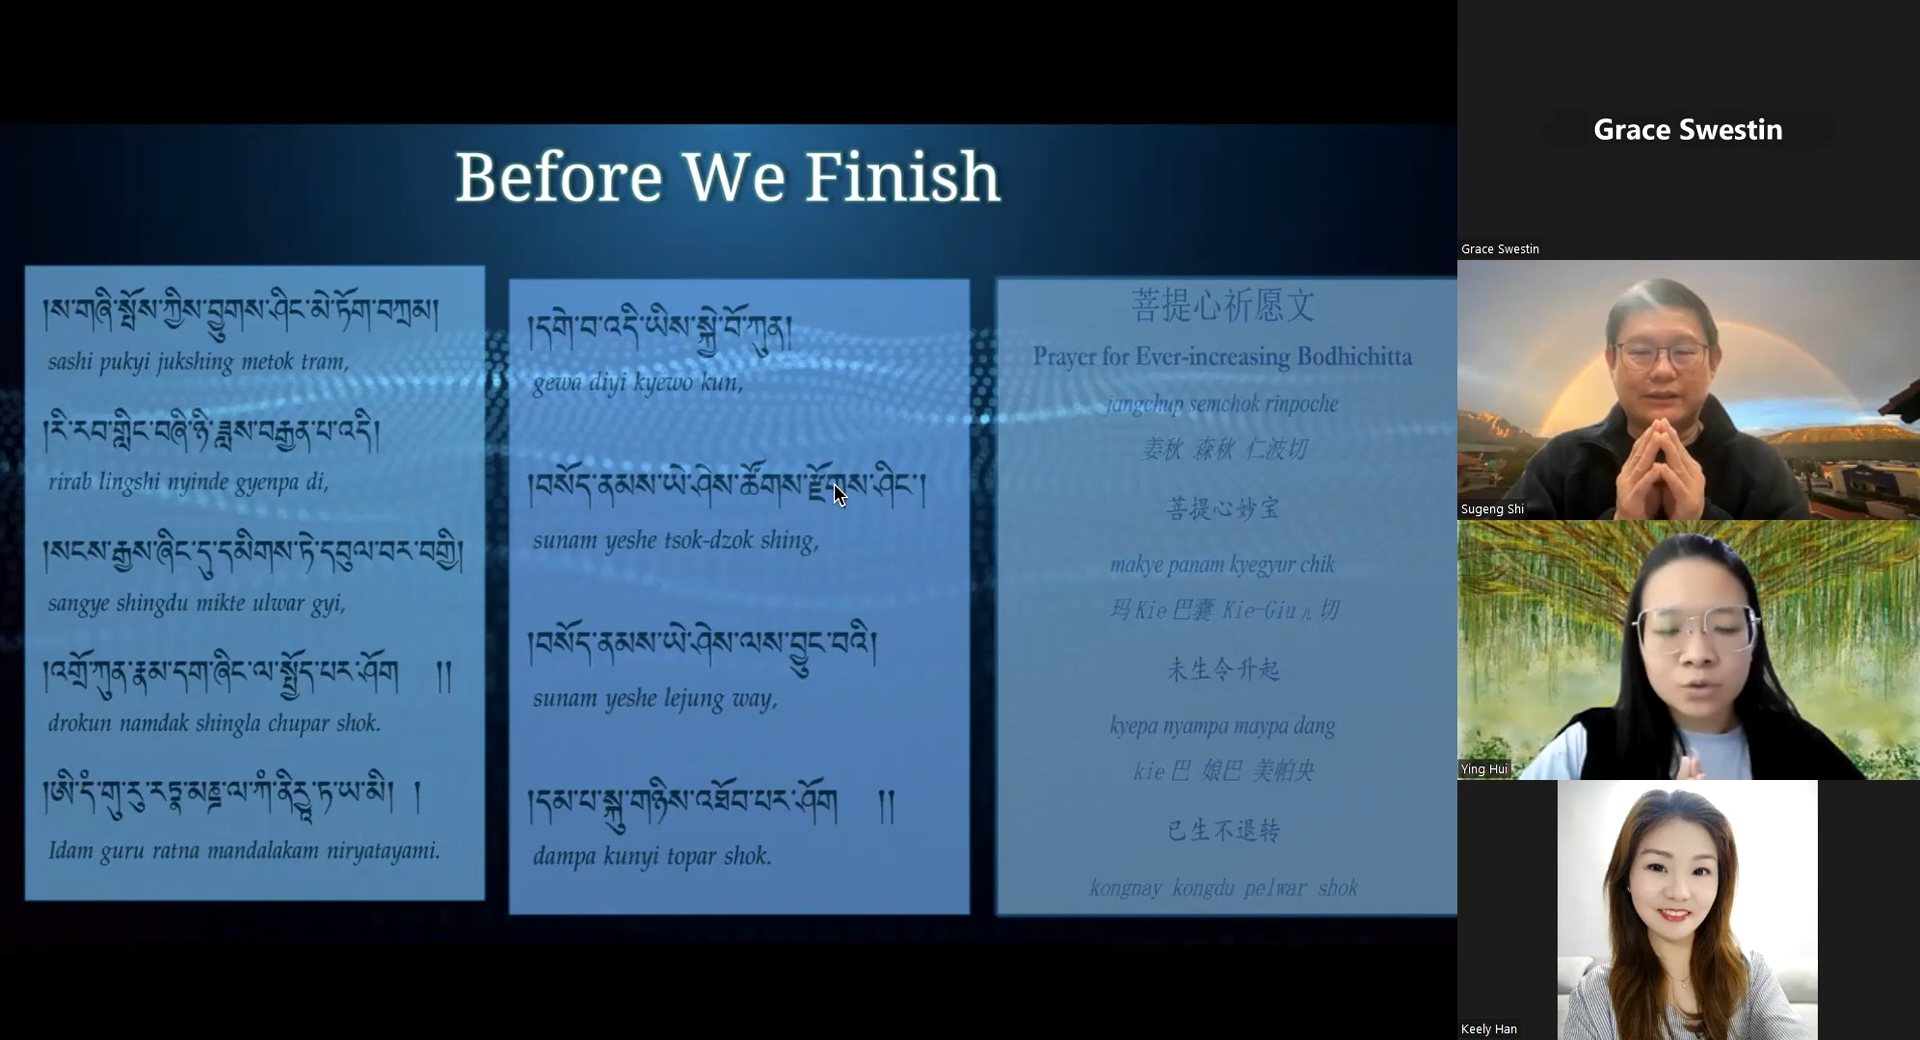 Before We Finish
།ས་གཞི་སྤོས་ཀྱིས་བྱུགས་ཤིང་མེ་ཏོག་བཀྲམ།
sashi pukyi jukshing metok tram,
།རི་རབ་གླིང་བཞི་ཉི་ཟླས་བརྒྱན་པ་འདི།
rirab lingshi nyinde gyenpa di,
།སངས་རྒྱས་ཞིང་དུ་དམིགས་ཏེ་དབུལ་བར་བགྱི།
sangye shingdu mikte ulwar gyi,
།འགྲོ་ཀུན་རྣམ་དག་ཞིང་ལ་སྤྱོད་པར་ཤོག །།
drokun namdak shingla chupar shok.
།ཨི་དཾ་གུ་རུ་རཏྣ་མཎྜ་ལ་ཀཾ་ནིརྱཱ་ཏ་ཡ་མི། །
Idam guru ratna mandalakam niryatayami.
།དགེ་བ་འདི་ཡིས་སྐྱེ་བོ་ཀུན།
gewa diyi kyewo kun,
།བསོད་ནམས་ཡེ་ཤེས་ཚོགས་རྫོགས་ཤིང་།
sunam yeshe tsok-dzok shing,
།བསོད་ནམས་ཡེ་ཤེས་ལས་བྱུང་བའི།
sunam yeshe lejung way,
།དམ་པ་སྐུ་གཉིས་འཐོབ་པར་ཤོག །།
dampa kunyi topar shok.
菩提心祈愿文
Prayer for Ever-increasing Bodhichitta
jangchup semchok rinpoche
姜秋 森秋 仁波切
菩提心妙宝
makye panam kyegyur chik
玛Kie巴囊 Kie-Giu儿 切
未生令升起
kyepa nyampa maypa dang
kie巴 娘巴 美帕央
已生不退转
kongnay kongdu pelwar shok
Grace Swestin
Grace Swestin
Sugeng Shi
Ying Hui
Keely Han